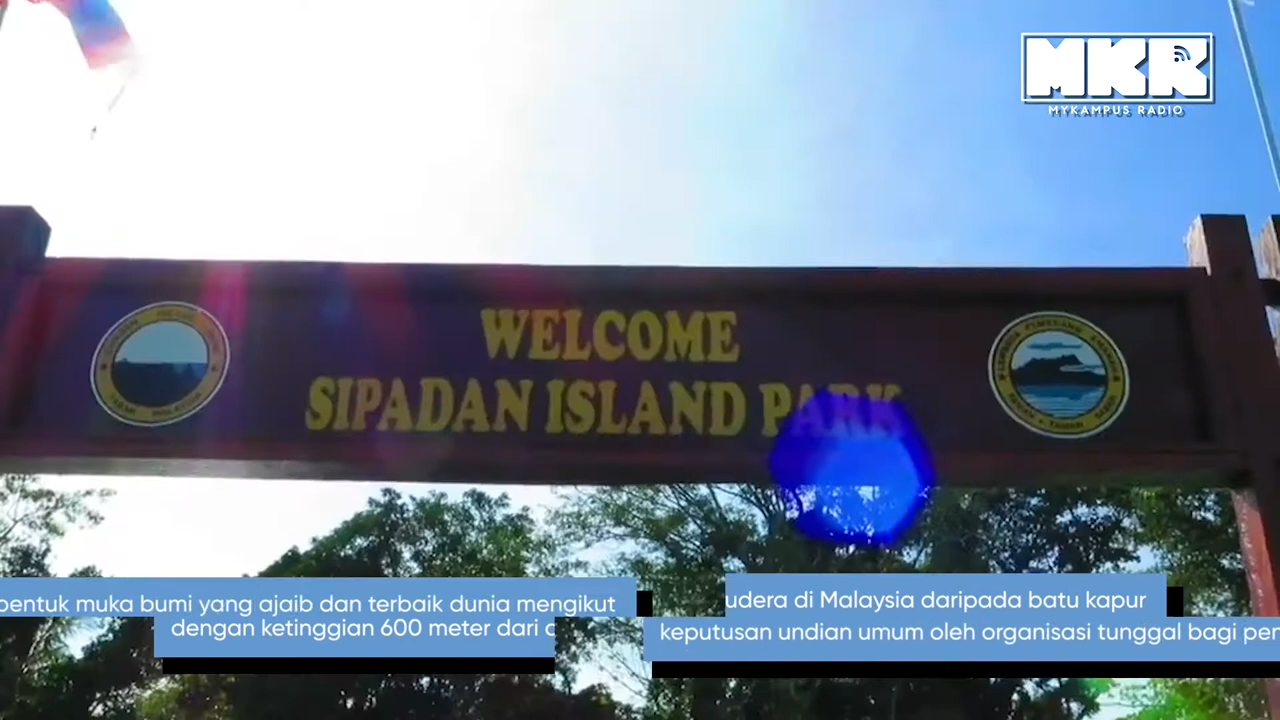 MKR
MYKAMPUS RADIO
WELCOME
SIPADAN ISLAND PARK
bentuk muka bumi yang ajaib dan terbaik dunia mengikut
dengan ketinggian 600 meter dari
udera di Malaysia daripada batu kapur
keputusan undian umum oleh organisasi tunggal bagi